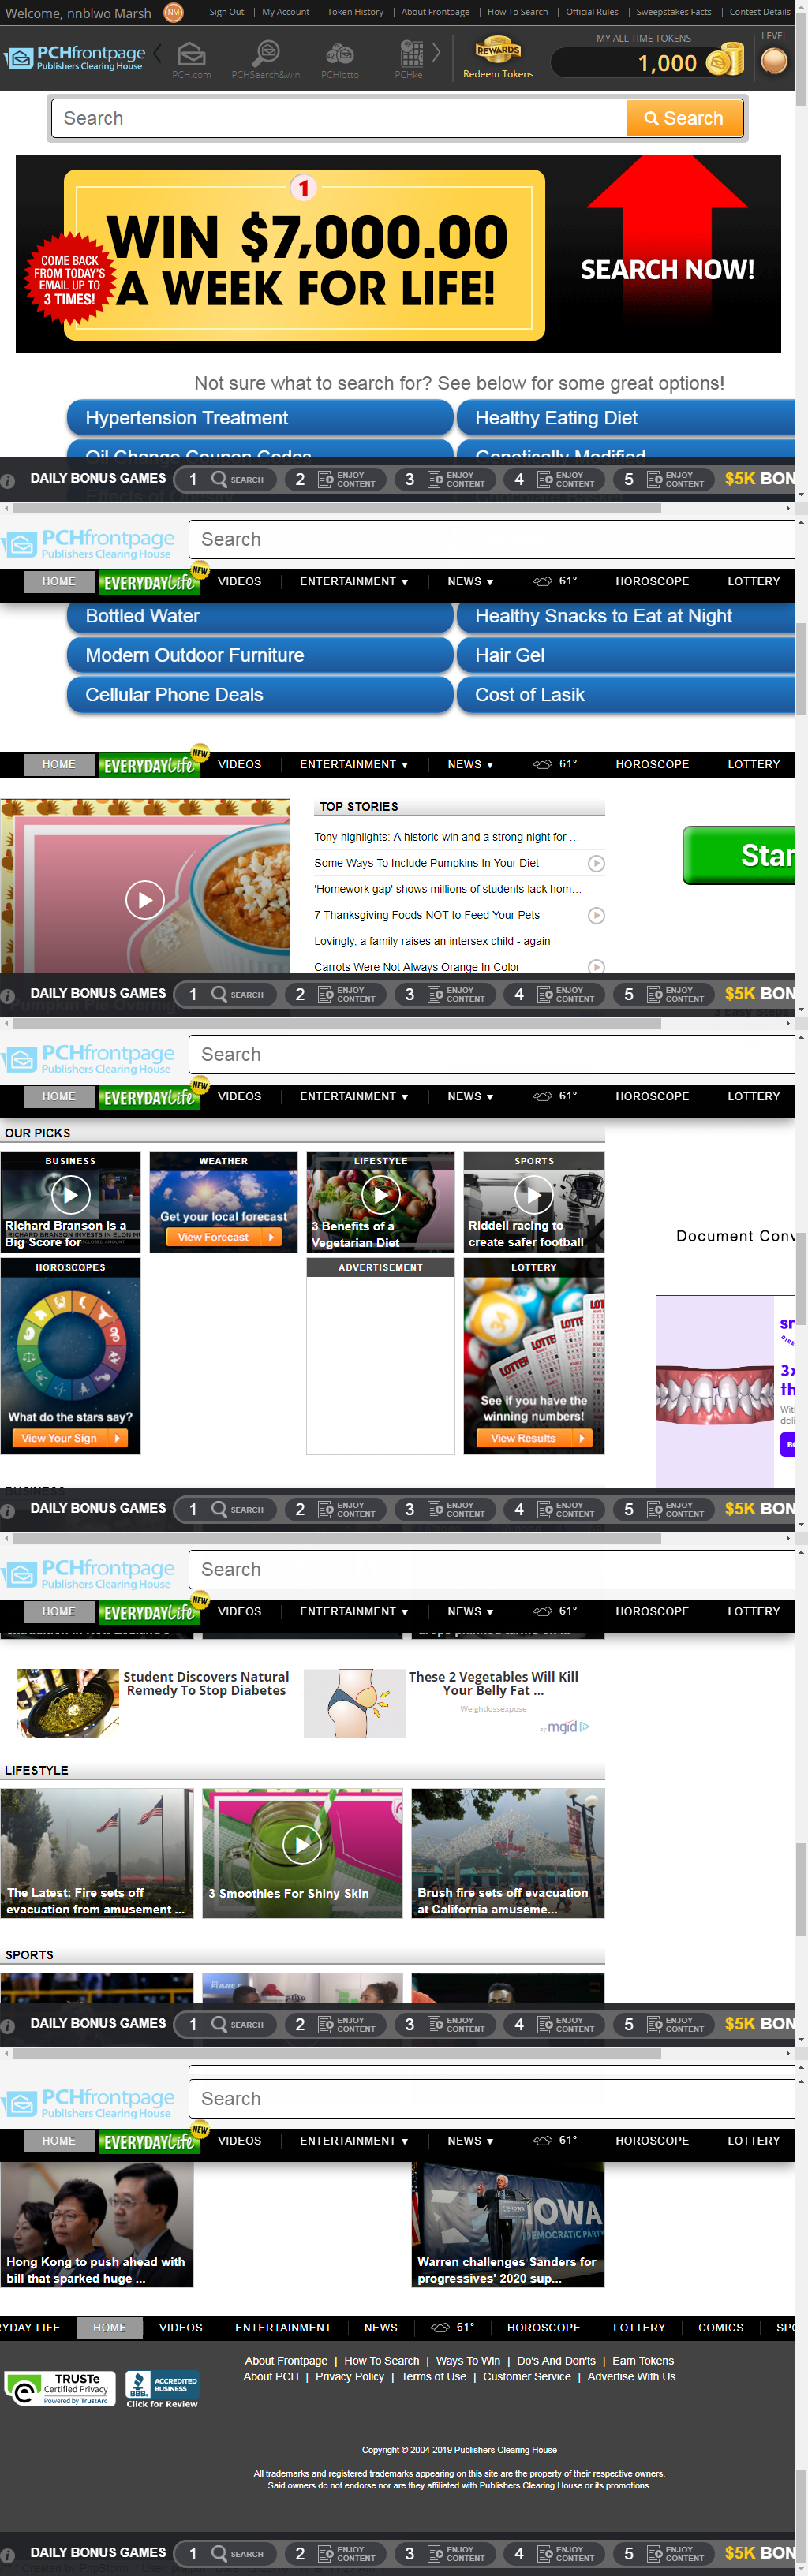 Welcome, nnblwo Marsh NM Sign Out | My Account | Token History | About Frontpage | How To Search | Official Rules | Sweepstakes Facts | Contest Details
PCHfrontpage
Publishers Clearing House
PCH.com PCHSearch&win PCHlotto PCHke
REWARDS
Redeem Tokens
MY ALL TIME TOKENS
1,000
LEVEL
Search Search
1
WIN $7,000.00
A WEEK FOR LIFE!
COME BACK
FROM TODAY'S
EMAIL UP TO
3 TIMES!
SEARCH NOW!
Not sure what to search for? See below for some great options!
Hypertension Treatment Healthy Eating Diet
Oil Change Coupon Codes Genetically Modified
DAILY BONUS GAMES 1 SEARCH 2 ENJOY CONTENT 3 ENJOY CONTENT 4 ENJOY CONTENT 5 ENJOY CONTENT $5K BON
Effects of Obesity Chocolate Basket
PCHfrontpage
Publishers Clearing House
Search
HOME EVERYDAYLife NEW VIDEOS ENTERTAINMENT ▼ NEWS ▼ 61° HOROSCOPE LOTTERY
Bottled Water Healthy Snacks to Eat at Night
Modern Outdoor Furniture Hair Gel
Cellular Phone Deals Cost of Lasik
HOME EVERYDAYLife NEW VIDEOS ENTERTAINMENT ▼ NEWS ▼ 61° HOROSCOPE LOTTERY
TOP STORIES
Tony highlights: A historic win and a strong night for ...
Some Ways To Include Pumpkins In Your Diet
'Homework gap' shows millions of students lack hom...
7 Thanksgiving Foods NOT to Feed Your Pets
Lovingly, a family raises an intersex child - again
Carrots Were Not Always Orange In Color
Star
DAILY BONUS GAMES 1 SEARCH 2 ENJOY CONTENT 3 ENJOY CONTENT 4 ENJOY CONTENT 5 ENJOY CONTENT $5K BON
Pumpkin Pie Overnight
PCHfrontpage
Publishers Clearing House
Search
HOME EVERYDAYLife NEW VIDEOS ENTERTAINMENT ▼ NEWS ▼ 61° HOROSCOPE LOTTERY
OUR PICKS
BUSINESS
Richard Branson Is a
Big Score for
WEATHER
Get your local forecast
View Forecast
LIFESTYLE
3 Benefits of a
Vegetarian Diet
SPORTS
Riddell racing to
create safer football
HOROSCOPES
What do the stars say?
View Your Sign
ADVERTISEMENT
LOTTERY
See if you have the
winning numbers!
View Results
Document Conv
BUSINESS
DAILY BONUS GAMES 1 SEARCH 2 ENJOY CONTENT 3 ENJOY CONTENT 4 ENJOY CONTENT 5 ENJOY CONTENT $5K BON
PCHfrontpage
Publishers Clearing House
Search
HOME EVERYDAYLife NEW VIDEOS ENTERTAINMENT ▼ NEWS ▼ 61° HOROSCOPE LOTTERY
Student Discovers Natural
Remedy To Stop Diabetes
These 2 Vegetables Will Kill
Your Belly Fat ...
Weightlossexpose
by mgid
LIFESTYLE
The Latest: Fire sets off
evacuation from amusement ...
3 Smoothies For Shiny Skin
Brush fire sets off evacuation
at California amuseme...
SPORTS
DAILY BONUS GAMES 1 SEARCH 2 ENJOY CONTENT 3 ENJOY CONTENT 4 ENJOY CONTENT 5 ENJOY CONTENT $5K BON
PCHfrontpage
Publishers Clearing House
Search
HOME EVERYDAYLife NEW VIDEOS ENTERTAINMENT ▼ NEWS ▼ 61° HOROSCOPE LOTTERY
Hong Kong to push ahead with
bill that sparked huge ...
IOWA
DEMOCRATIC PARTY
Warren challenges Sanders for
progressives' 2020 sup...
RYDAY LIFE HOME VIDEOS ENTERTAINMENT NEWS 61° HOROSCOPE LOTTERY COMICS SPO
About Frontpage | How To Search | Ways To Win | Do's And Don'ts | Earn Tokens
About PCH | Privacy Policy | Terms of Use | Customer Service | Advertise With Us
TRUSTe
Certified Privacy
Powered by TrustArc
BBB ACCREDITED
BUSINESS
Click for Review
Copyright © 2004-2019 Publishers Clearing House
All trademarks and registered trademarks appearing on this site are the property of their respective owners.
Said owners do not endorse nor are they affiliated with Publishers Clearing House or its promotions.
DAILY BONUS GAMES 1 SEARCH 2 ENJOY CONTENT 3 ENJOY CONTENT 4 ENJOY CONTENT 5 ENJOY CONTENT $5K BON